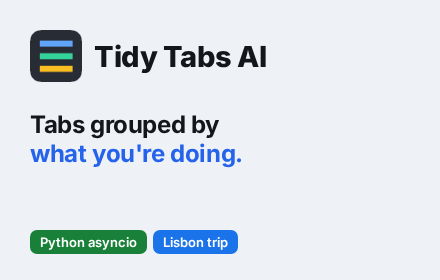 Tidy Tabs AI
Tabs grouped by
what you're doing.
Python asyncio
Lisbon trip